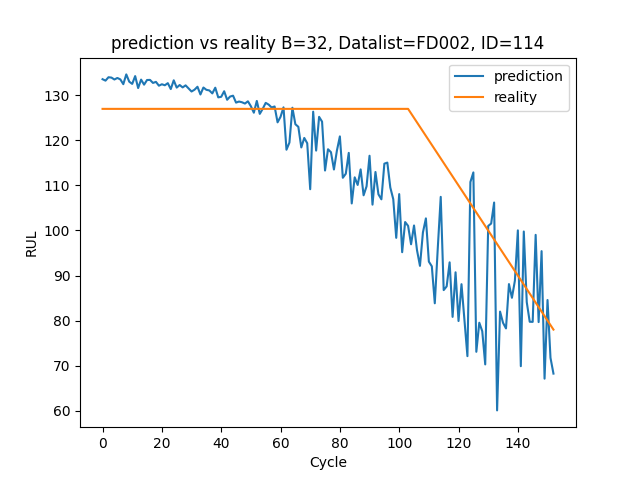 prediction vs reality B=32, Datalist=FD002, ID=114
prediction
reality
130
120
110
100
90
80
70
60
RUL
0 20 40 60 80 100 120 140
Cycle